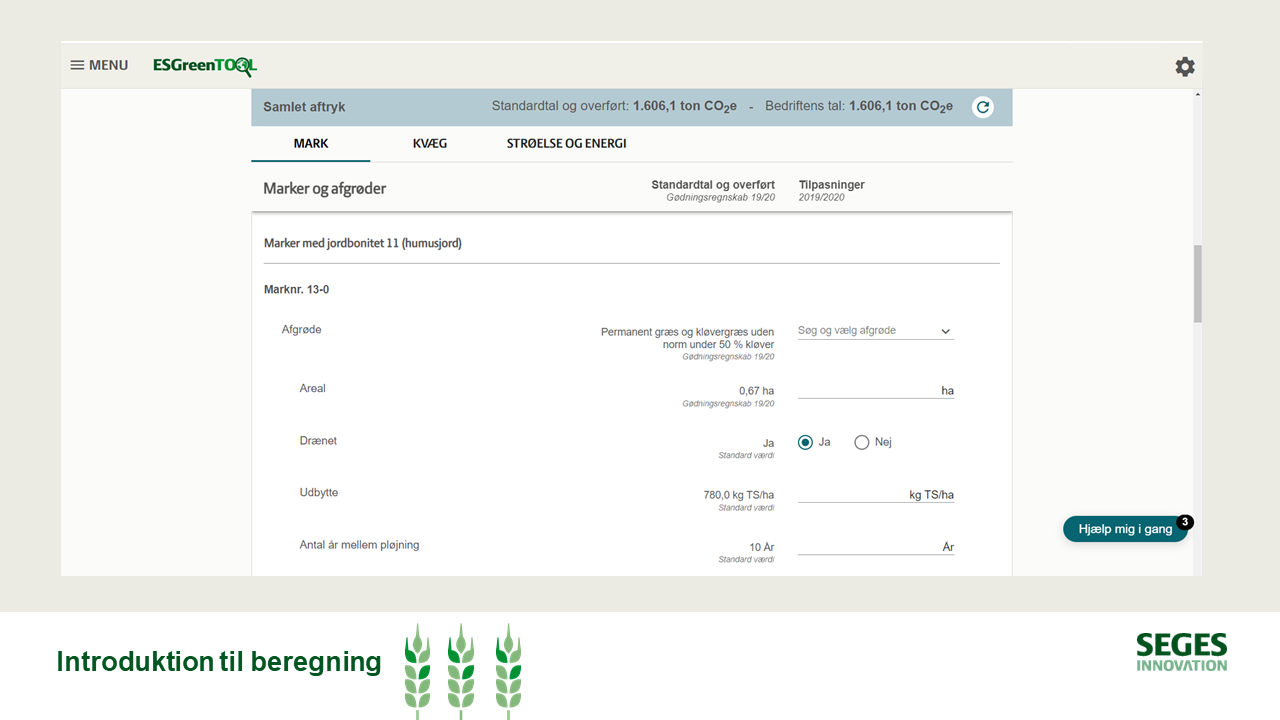 MENU
ESGreenTOOL
Samlet aftryk
Standardtal og overført: 1.606,1 ton CO2e - Bedriftens tal: 1.606,1 ton CO2e
MARK
KVÆG
STRØELSE OG ENERGI
Marker og afgrøder
Standardtal og overført
Gødningsregnskab 19/20
Tilpasninger
2019/2020
Marker med jordbonitet 11 (humusjord)
Marknr. 13-0
Afgrøde
Permanent græs og kløvergræs uden
norm under 50 % kløver
Gødningsregnskab 19/20
Søg og vælg afgrøde
Areal
0,67 ha
Gødningsregnskab 19/20
ha
Drænet
Ja
Standard værdi
Ja
Nej
Udbytte
780,0 kg TS/ha
Standard værdi
kg TS/ha
Antal år mellem pløjning
10 År
Standard værdi
År
Hjælp mig i gang
3
Introduktion til beregning
SEGES
INNOVATION